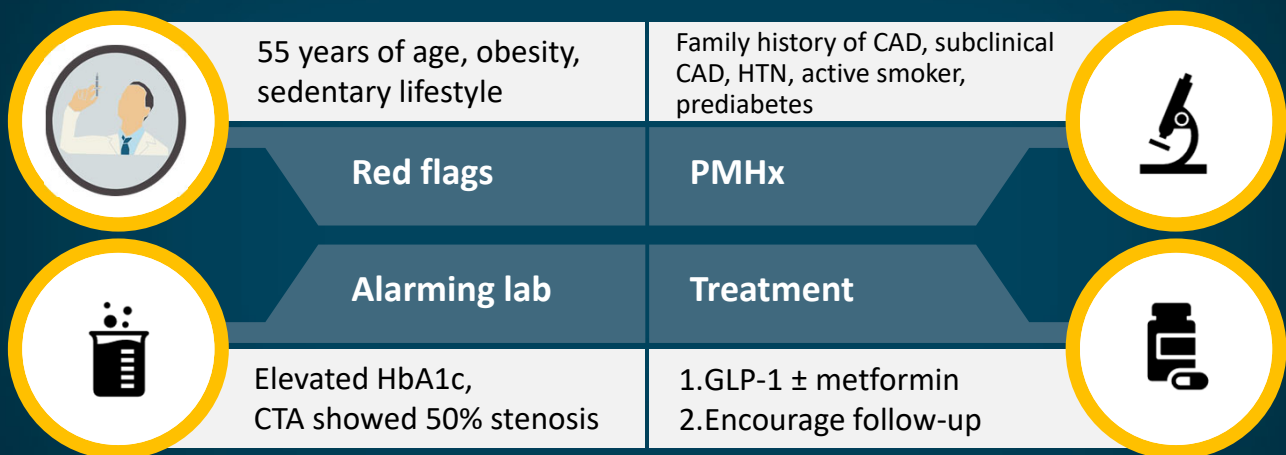 55 years of age, obesity,
sedentary lifestyle
Family history of CAD, subclinical
CAD, HTN, active smoker,
prediabetes
Red flags
PMHx
Alarming lab
Treatment
Elevated HbA1c,
CTA showed 50% stenosis
1.GLP-1 ± metformin
2.Encourage follow-up